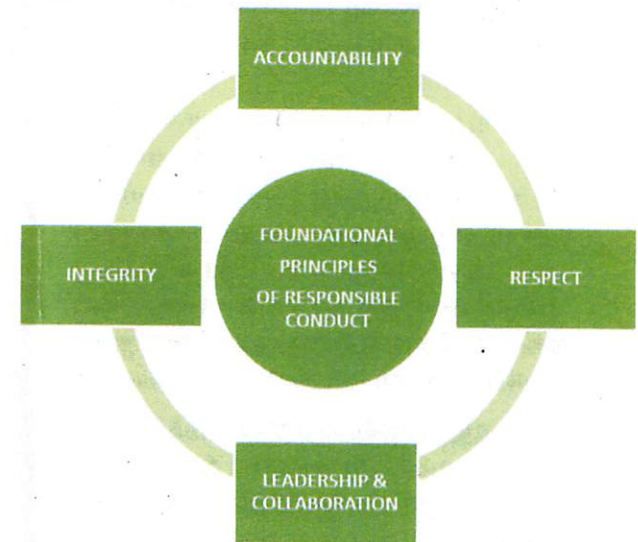 ACCOUNTABILITY
INTEGRITY
FOUNDATIONAL
PRINCIPLES
OF RESPONSIBLE
CONDUCT
RESPECT
LEADERSHIP &
COLLABORATION